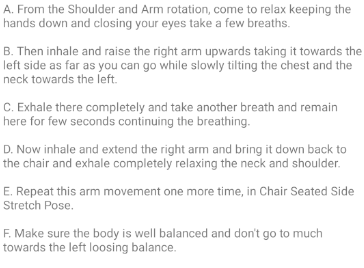 A. From the Shoulder and Arm rotation, come to relax keeping the
hands down and closing your eyes take a few breaths.
B. Then inhale and raise the right arm upwards taking it towards the
left side as far as you can go while slowly tilting the chest and the
neck towards the left.
C. Exhale there completely and take another breath and remain
here for few seconds continuing the breathing.
D. Now inhale and extend the right arm and bring it down back to
the chair and exhale completely relaxing the neck and shoulder.
E. Repeat this arm movement one more time, in Chair Seated Side
Stretch Pose.
F. Make sure the body is well balanced and don't go to much
towards the left loosing balance.